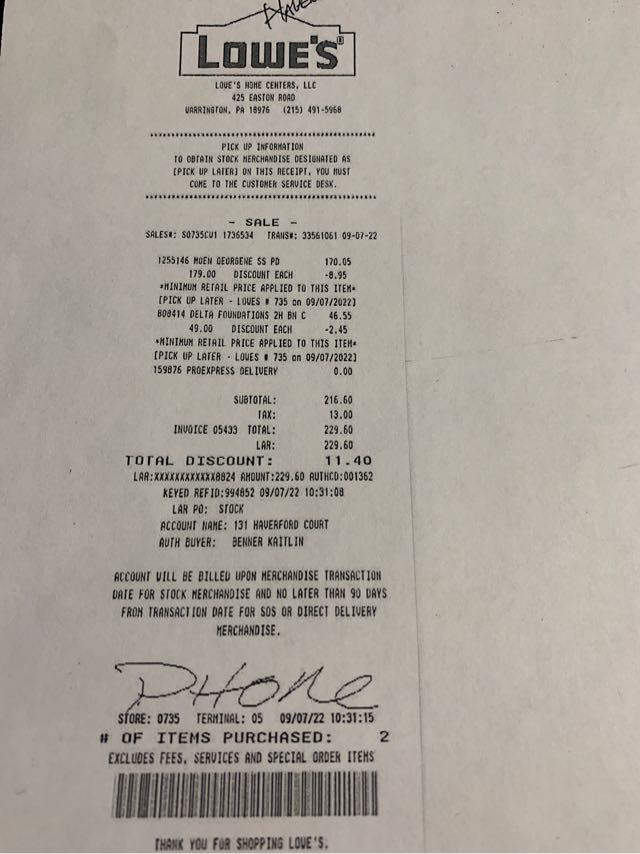 LOWE'S®
LOWE'S HOME CENTERS, LLC
425 EASTON ROAD
WARRINGTON, PA 18976 (215) 491-5968
PICK UP INFORMATION
TO OBTAIN STOCK MERCHANDISE DESIGNATED AS
[PICK UP LATER] ON THIS RECEIPT, YOU MUST
COME TO THE CUSTOMER SERVICE DESK.
- SALE -
SALES#: S0735CU1 1736534 TRANS#: 33561061 09-07-22
1255146 MOEN GEORGENE SS PD 170.05
179.00 DISCOUNT EACH -8.95
*MINIMUM RETAIL PRICE APPLIED TO THIS ITEM*
[PICK UP LATER - LOWES # 735 on 09/07/2022]
808414 DELTA FOUNDATIONS 2H BN C 46.55
49.00 DISCOUNT EACH -2.45
*MINIMUM RETAIL PRICE APPLIED TO THIS ITEM*
[PICK UP LATER - LOWES # 735 on 09/07/2022]
159876 PROEXPRESS DELIVERY 0.00
SUBTOTAL: 216.60
TAX: 13.00
INVOICE 05433 TOTAL: 229.60
LAR: 229.60
TOTAL DISCOUNT: 11.40
LAR:XXXXXXXXXXXX8024 AMOUNT:229.60 AUTHCD:001362
KEYED REFID:994852 09/07/22 10:31:08
LAR PO: STOCK
ACCOUNT NAME: 131 HAVERFORD COURT
AUTH BUYER: BENNER KAITLIN
ACCOUNT WILL BE BILLED UPON MERCHANDISE TRANSACTION
DATE FOR STOCK MERCHANDISE AND NO LATER THAN 90 DAYS
FROM TRANSACTION DATE FOR SOS OR DIRECT DELIVERY
MERCHANDISE.
PHONE
STORE: 0735 TERMINAL: 05 09/07/22 10:31:15
# OF ITEMS PURCHASED: 2
EXCLUDES FEES, SERVICES AND SPECIAL ORDER ITEMS
THANK YOU FOR SHOPPING LOWE'S.